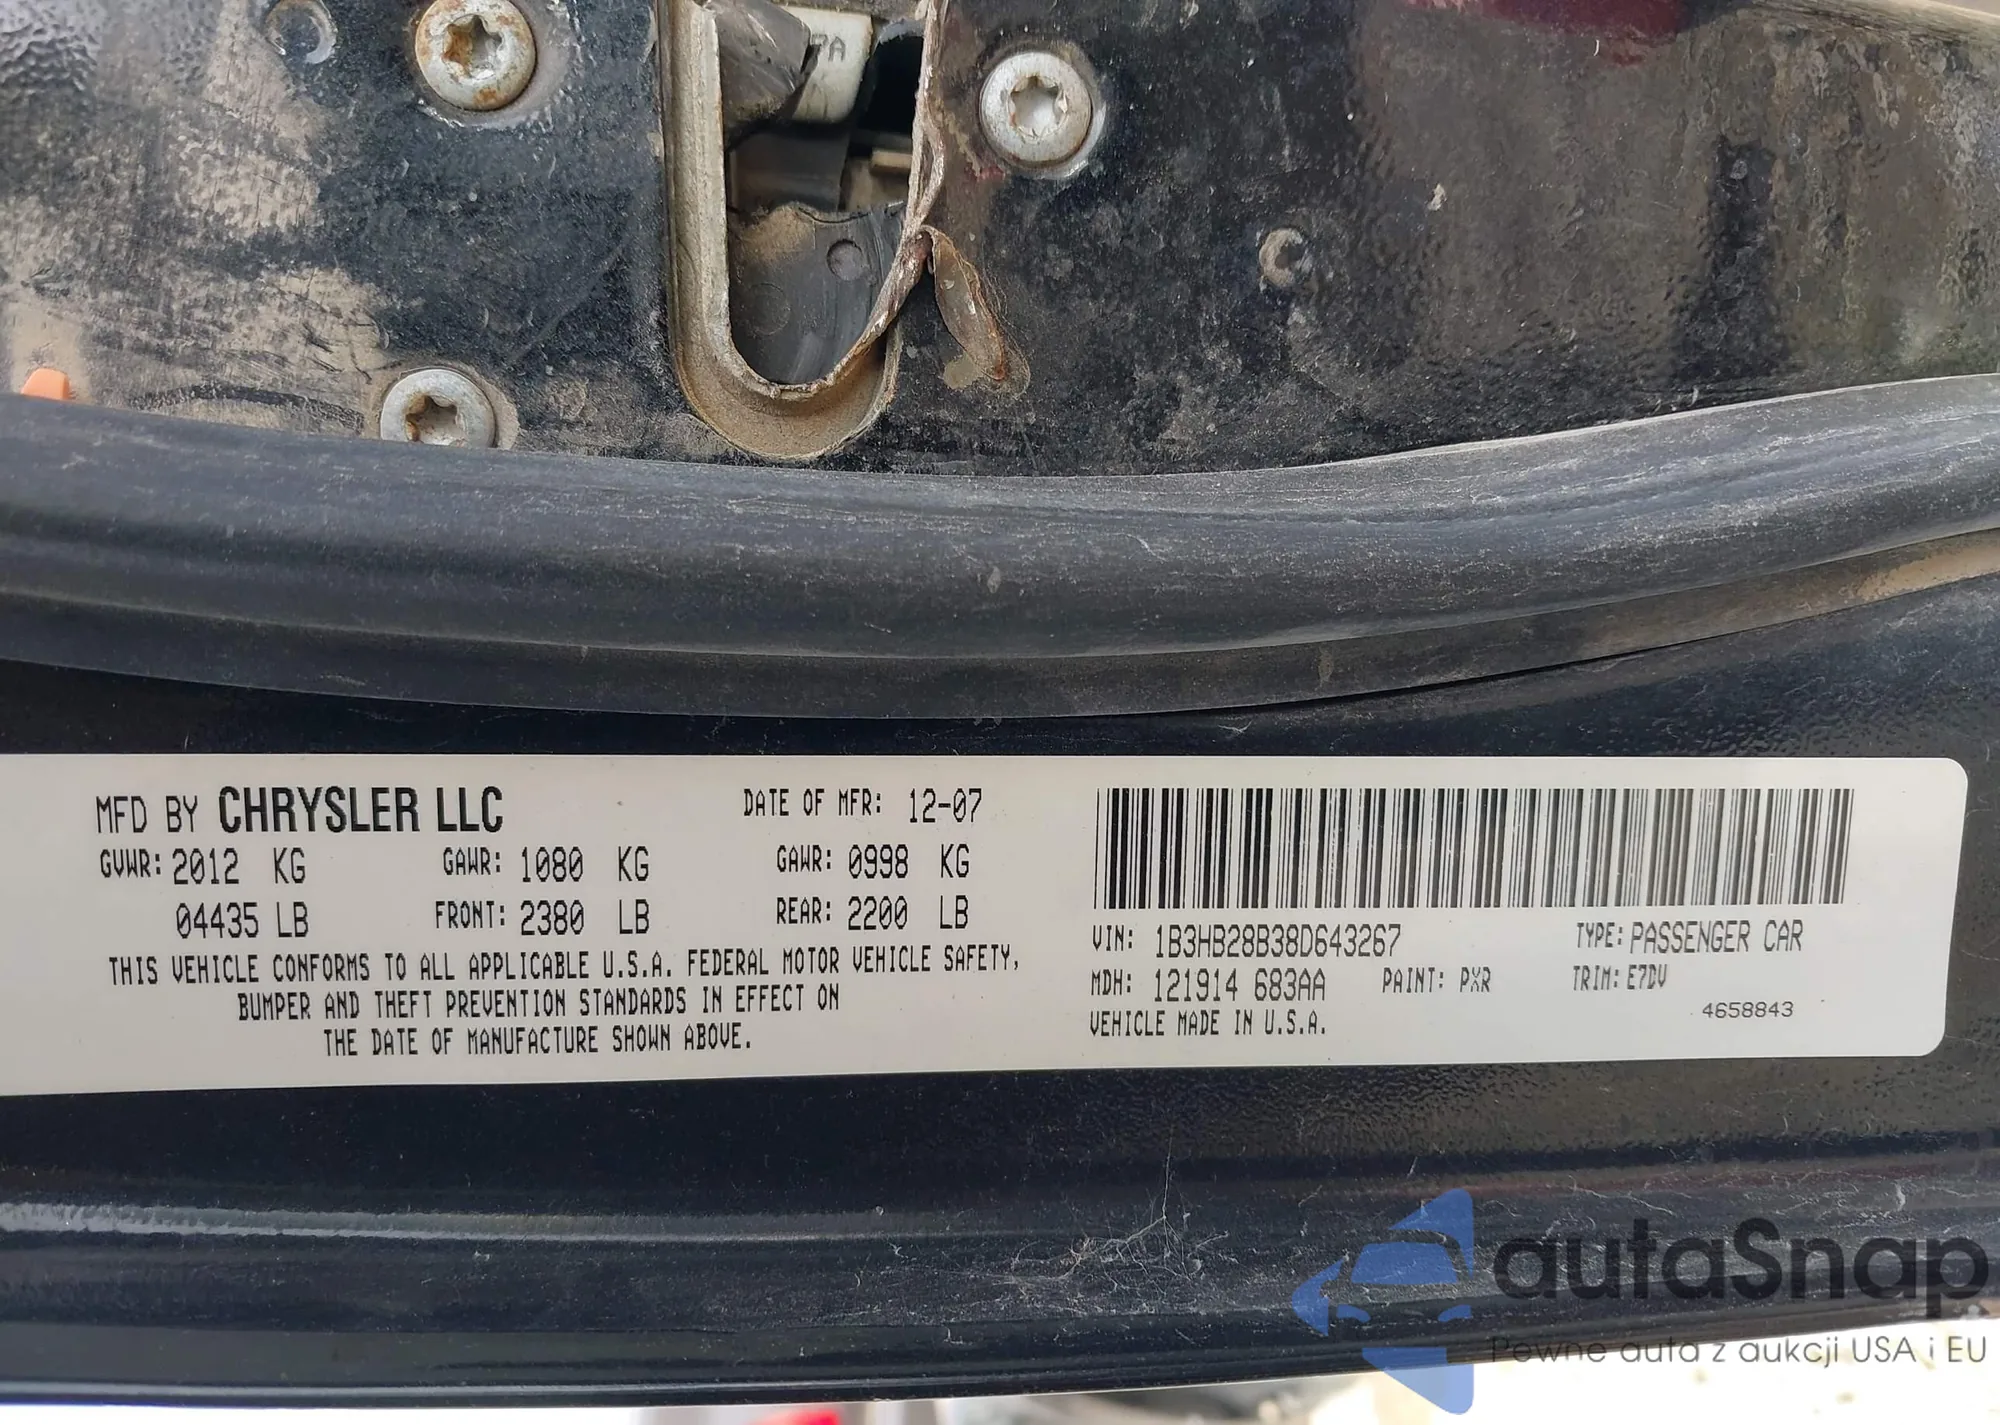 PA
MFD BY CHRYSLER LLC DATE OF MFR: 12-07
GVWR: 2012 KG GAWR: 1080 KG GAWR: 0998 KG
04435 LB FRONT: 2380 LB REAR: 2200 LB
THIS VEHICLE CONFORMS TO ALL APPLICABLE U.S.A. FEDERAL MOTOR VEHICLE SAFETY,
BUMPER AND THEFT PREVENTION STANDARDS IN EFFECT ON
THE DATE OF MANUFACTURE SHOWN ABOVE.
VIN: 1B3HB28B38D643267 TYPE: PASSENGER CAR
MDH: 121914 683AA PAINT: PXR TRIM: E7DV
VEHICLE MADE IN U.S.A. 4658843
autaSnap
Pewne auta z aukcji USA i EU